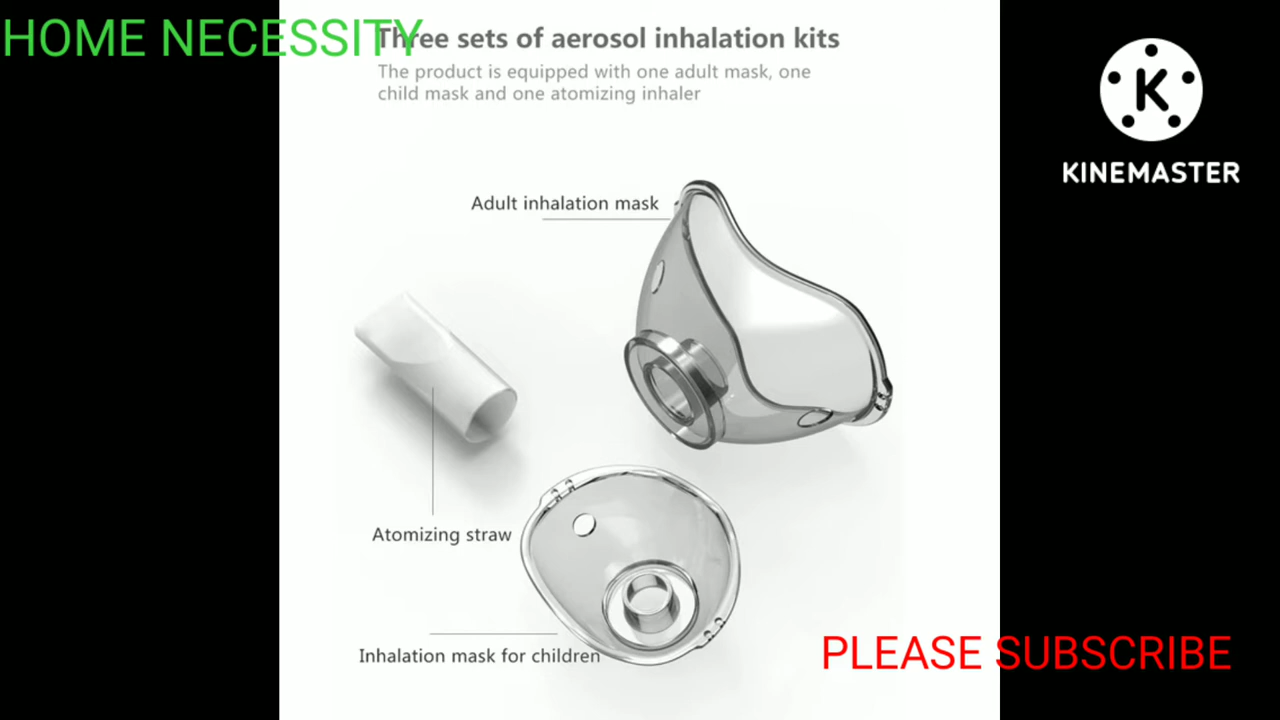 HOME NECESSITY
Three sets of aerosol inhalation kits
The product is equipped with one adult mask, one
child mask and one atomizing inhaler
K
KINEMASTER
Adult inhalation mask
Atomizing straw
Inhalation mask for children
PLEASE SUBSCRIBE